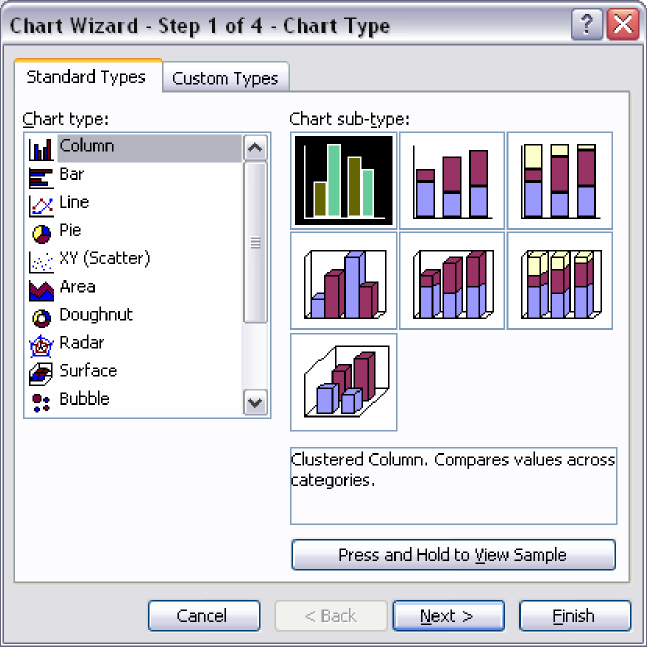 Chart Wizard - Step 1 of 4 - Chart Type
?
Standard Types
Custom Types
Chart type:
Column
Bar
Line
Pie
XY (Scatter)
Area
Doughnut
Radar
Surface
Bubble
Chart sub-type:
Clustered Column. Compares values across
categories.
Press and Hold to View Sample
Cancel
< Back
Next >
Finish